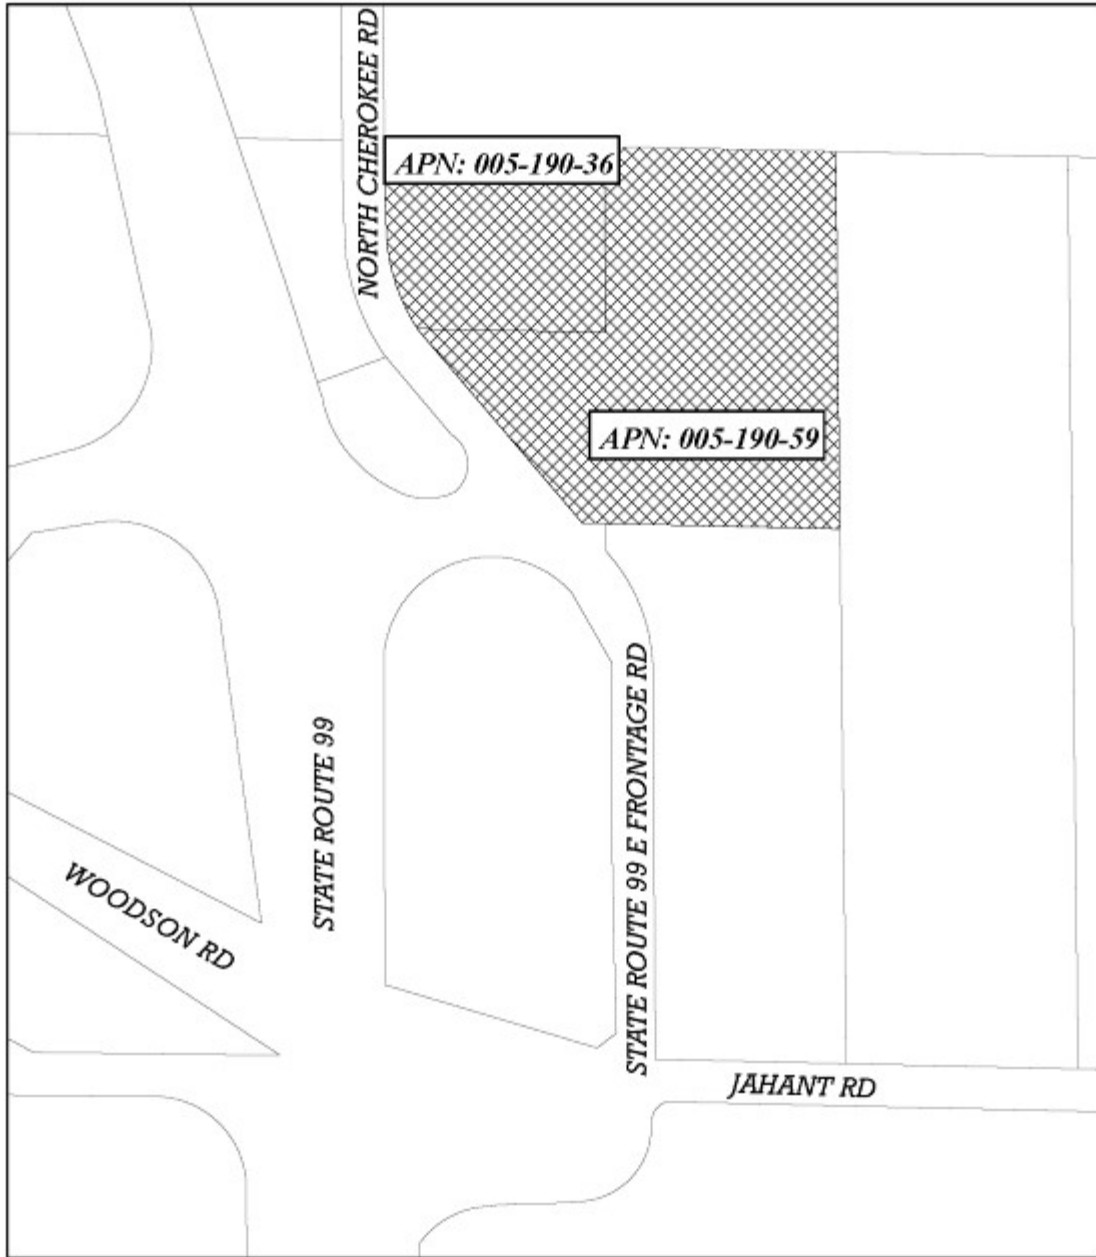 NORTH CHEROKEE RD
APN: 005-190-36
APN: 005-190-59
STATE ROUTE 99
STATE ROUTE 99 E FRONTAGE RD
WOODSON RD
JAHANT RD